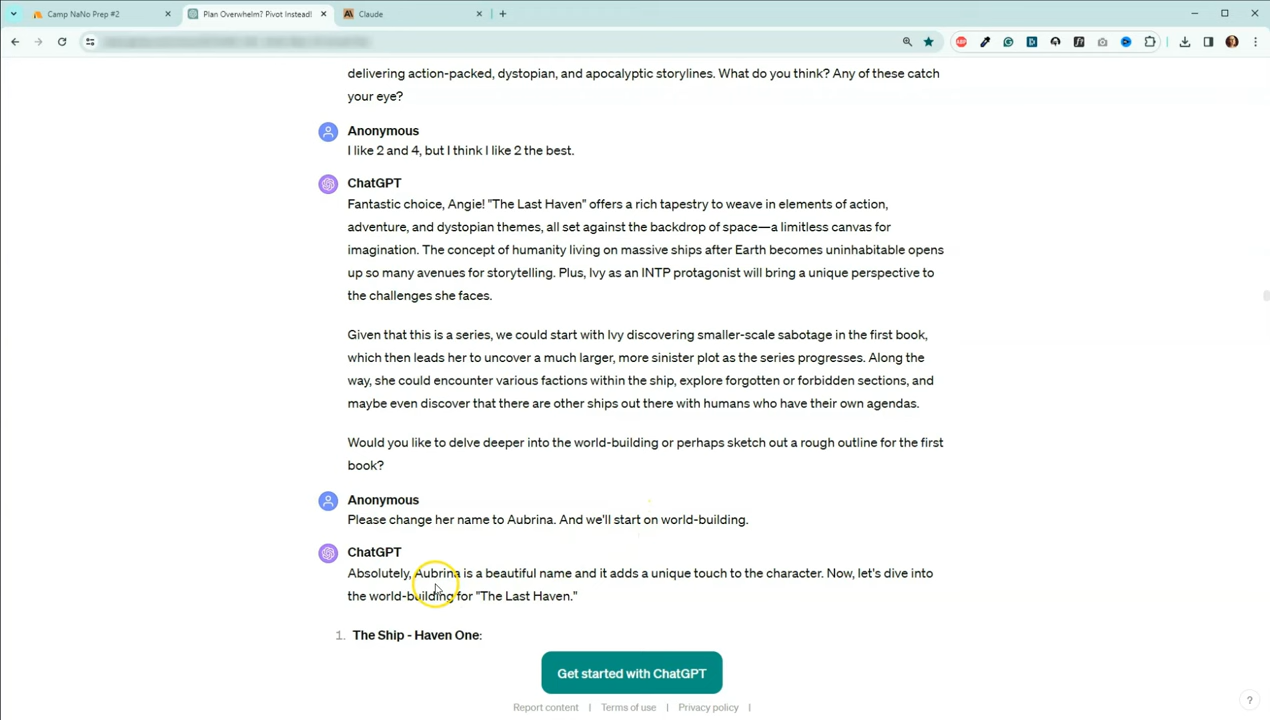 Camp NaNo Prep #2
Plan Overwhelm? Pivot Instead!
Claude
delivering action-packed, dystopian, and apocalyptic storylines. What do you think? Any of these catch
your eye?
Anonymous
I like 2 and 4, but I think I like 2 the best.
ChatGPT
Fantastic choice, Angie! "The Last Haven" offers a rich tapestry to weave in elements of action,
adventure, and dystopian themes, all set against the backdrop of space—a limitless canvas for
imagination. The concept of humanity living on massive ships after Earth becomes uninhabitable opens
up so many avenues for storytelling. Plus, Ivy as an INTP protagonist will bring a unique perspective to
the challenges she faces.
Given that this is a series, we could start with Ivy discovering smaller-scale sabotage in the first book,
which then leads her to uncover a much larger, more sinister plot as the series progresses. Along the
way, she could encounter various factions within the ship, explore forgotten or forbidden sections, and
maybe even discover that there are other ships out there with humans who have their own agendas.
Would you like to delve deeper into the world-building or perhaps sketch out a rough outline for the first
book?
Anonymous
Please change her name to Aubrina. And we'll start on world-building.
ChatGPT
Absolutely, Aubrina is a beautiful name and it adds a unique touch to the character. Now, let's dive into
the world-building for "The Last Haven."
1. The Ship - Haven One:
Get started with ChatGPT
Report content | Terms of use | Privacy policy |
?